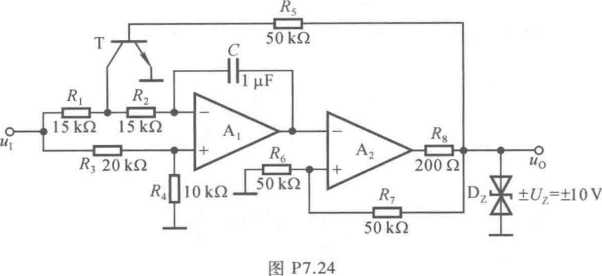 R5
50 kΩ
T
C
1 μF
R1
15 kΩ
R2
15 kΩ
−
+
A1
uI
R3 20 kΩ
R4
10 kΩ
R6
50 kΩ
−
+
A2
R8
200 Ω
uO
R7
50 kΩ
DZ
±UZ=±10 V
图 P7.24